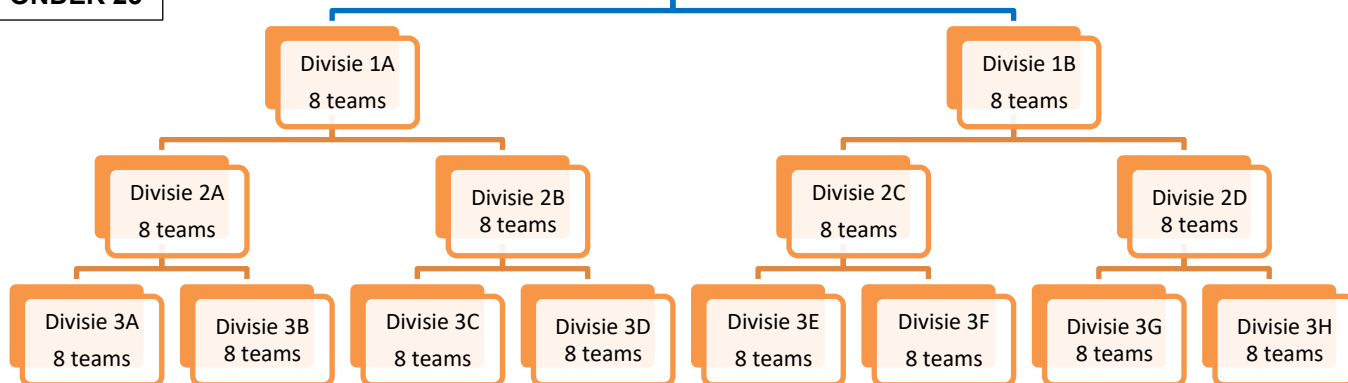 Divisie 1A
8 teams
Divisie 1B
8 teams
Divisie 2A
8 teams
Divisie 2B
8 teams
Divisie 2C
8 teams
Divisie 2D
8 teams
Divisie 3A
8 teams
Divisie 3B
8 teams
Divisie 3C
8 teams
Divisie 3D
8 teams
Divisie 3E
8 teams
Divisie 3F
8 teams
Divisie 3G
8 teams
Divisie 3H
8 teams